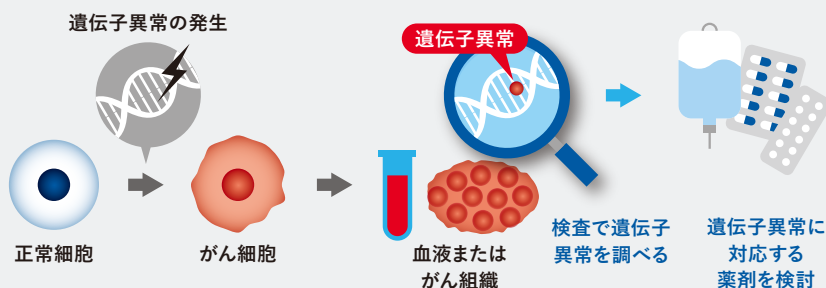 遺伝子異常の発生
遺伝子異常
正常細胞
がん細胞
血液または
がん組織
検査で遺伝子
異常を調べる
遺伝子異常に
対応する
薬剤を検討